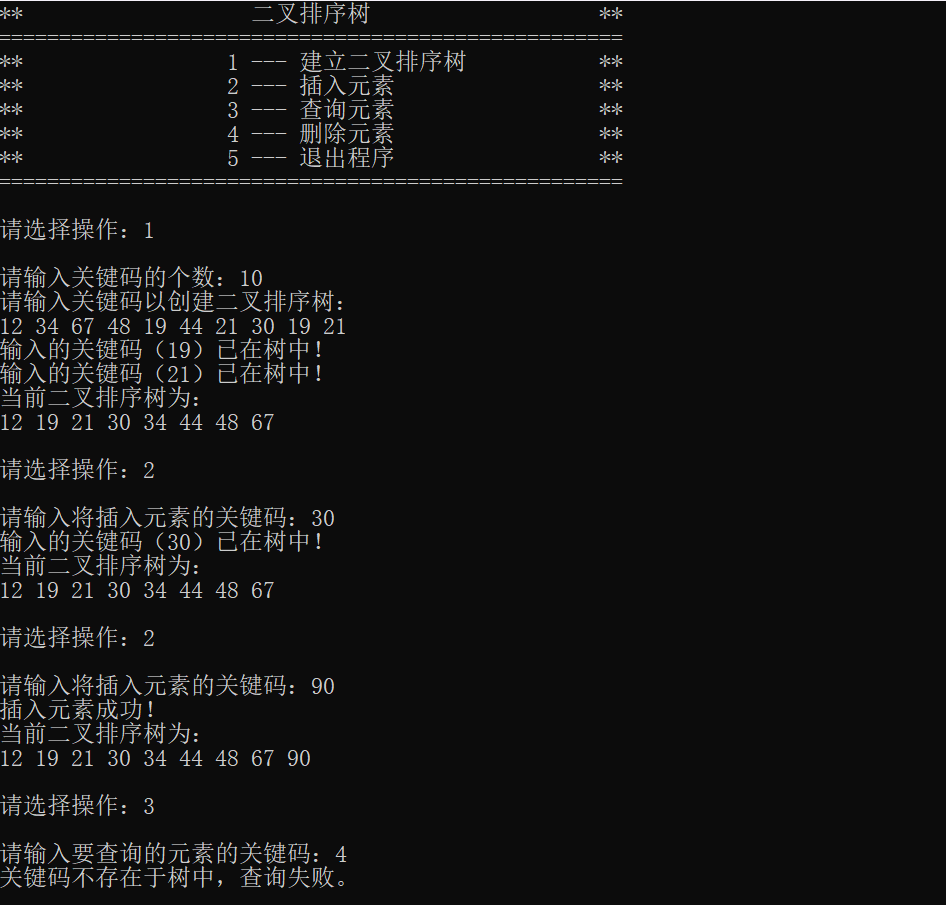 ** 二叉排序树 **
====================================================
** 1 --- 建立二叉排序树 **
** 2 --- 插入元素 **
** 3 --- 查询元素 **
** 4 --- 删除元素 **
** 5 --- 退出程序 **
====================================================
请选择操作：1
请输入关键码的个数：10
请输入关键码以创建二叉排序树：
12 34 67 48 19 44 21 30 19 21
输入的关键码（19）已在树中！
输入的关键码（21）已在树中！
当前二叉排序树为：
12 19 21 30 34 44 48 67
请选择操作：2
请输入将插入元素的关键码：30
输入的关键码（30）已在树中！
当前二叉排序树为：
12 19 21 30 34 44 48 67
请选择操作：2
请输入将插入元素的关键码：90
插入元素成功！
当前二叉排序树为：
12 19 21 30 34 44 48 67 90
请选择操作：3
请输入要查询的元素的关键码：4
关键码不存在于树中，查询失败。